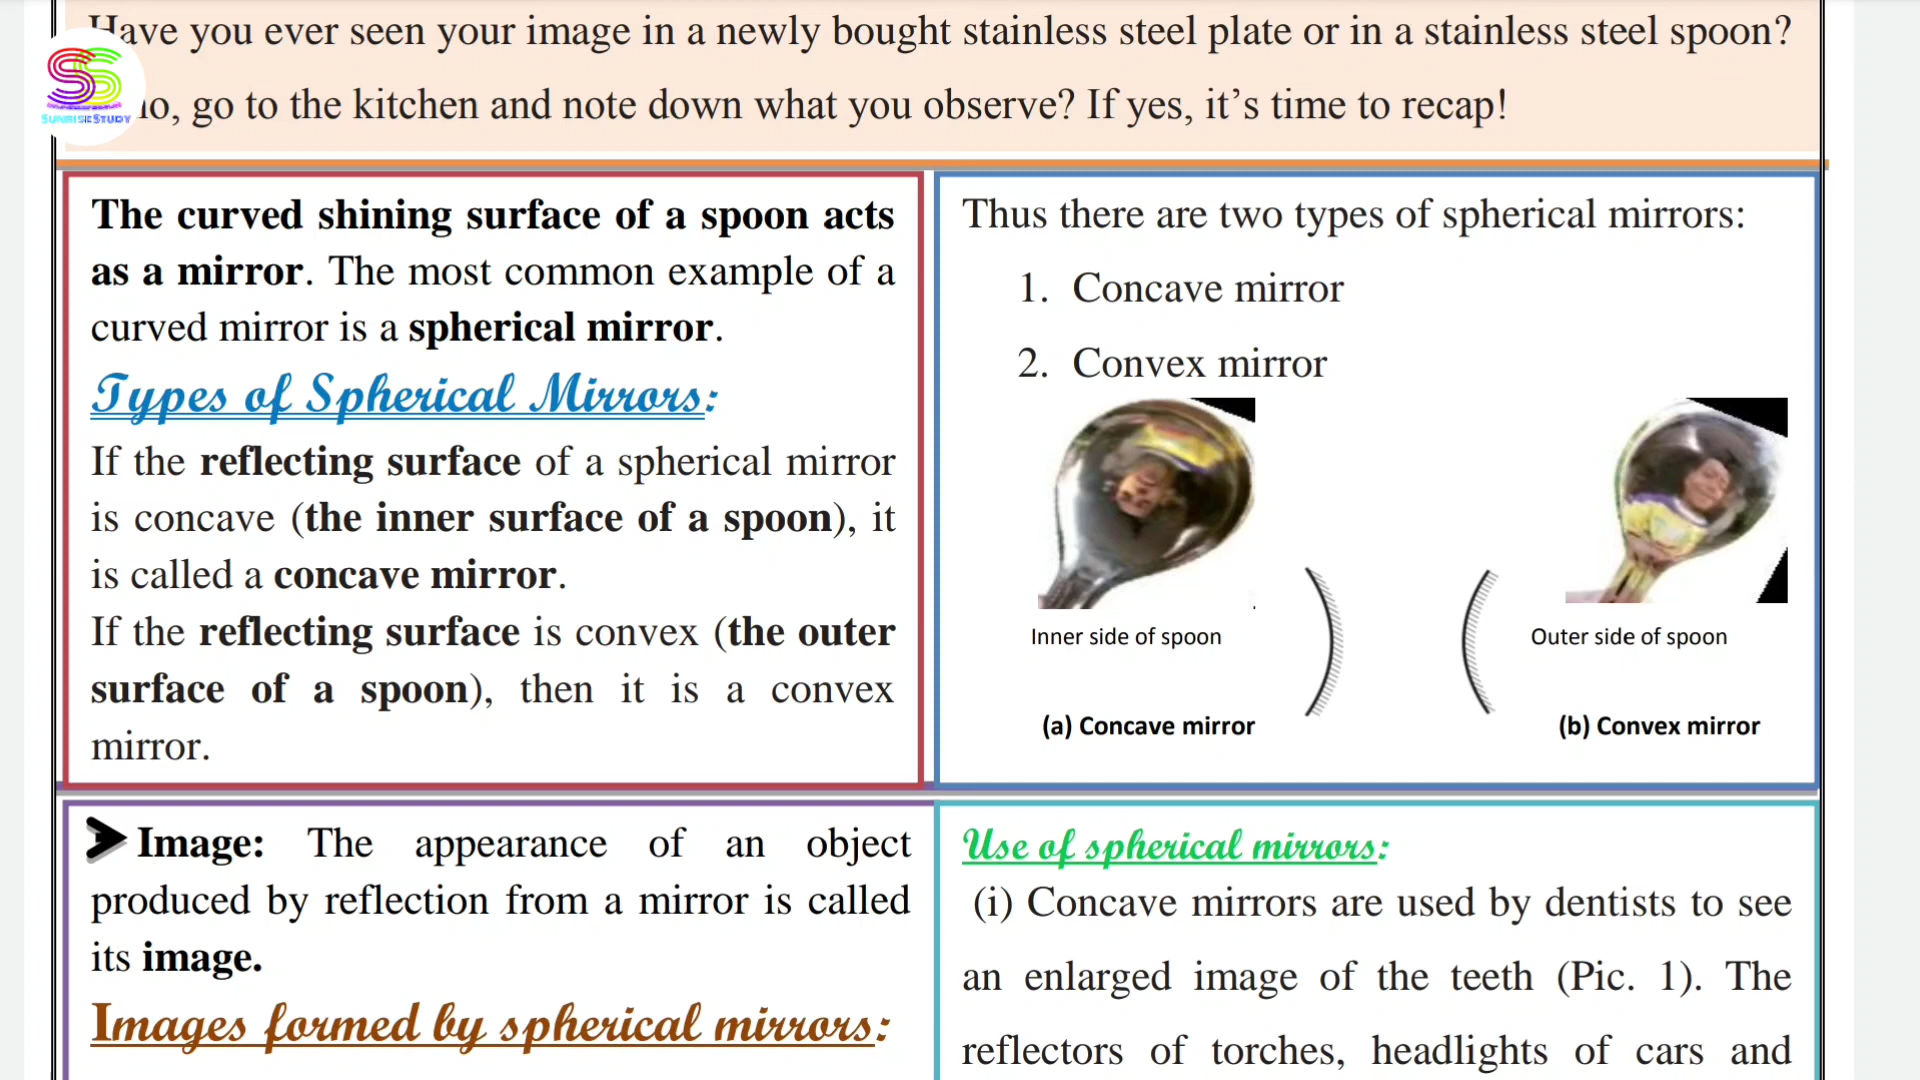 Have you ever seen your image in a newly bought stainless steel plate or in a stainless steel spoon?
SUNRISE STUDY
no, go to the kitchen and note down what you observe? If yes, it’s time to recap!
The curved shining surface of a spoon acts
as a mirror. The most common example of a
curved mirror is a spherical mirror.
Types of Spherical Mirrors:
If the reflecting surface of a spherical mirror
is concave (the inner surface of a spoon), it
is called a concave mirror.
If the reflecting surface is convex (the outer
surface of a spoon), then it is a convex
mirror.
Thus there are two types of spherical mirrors:
1. Concave mirror
2. Convex mirror
Inner side of spoon
Outer side of spoon
(a) Concave mirror
(b) Convex mirror
Image: The appearance of an object
produced by reflection from a mirror is called
its image.
Images formed by spherical mirrors:
Use of spherical mirrors:
(i) Concave mirrors are used by dentists to see
an enlarged image of the teeth (Pic. 1). The
reflectors of torches, headlights of cars and